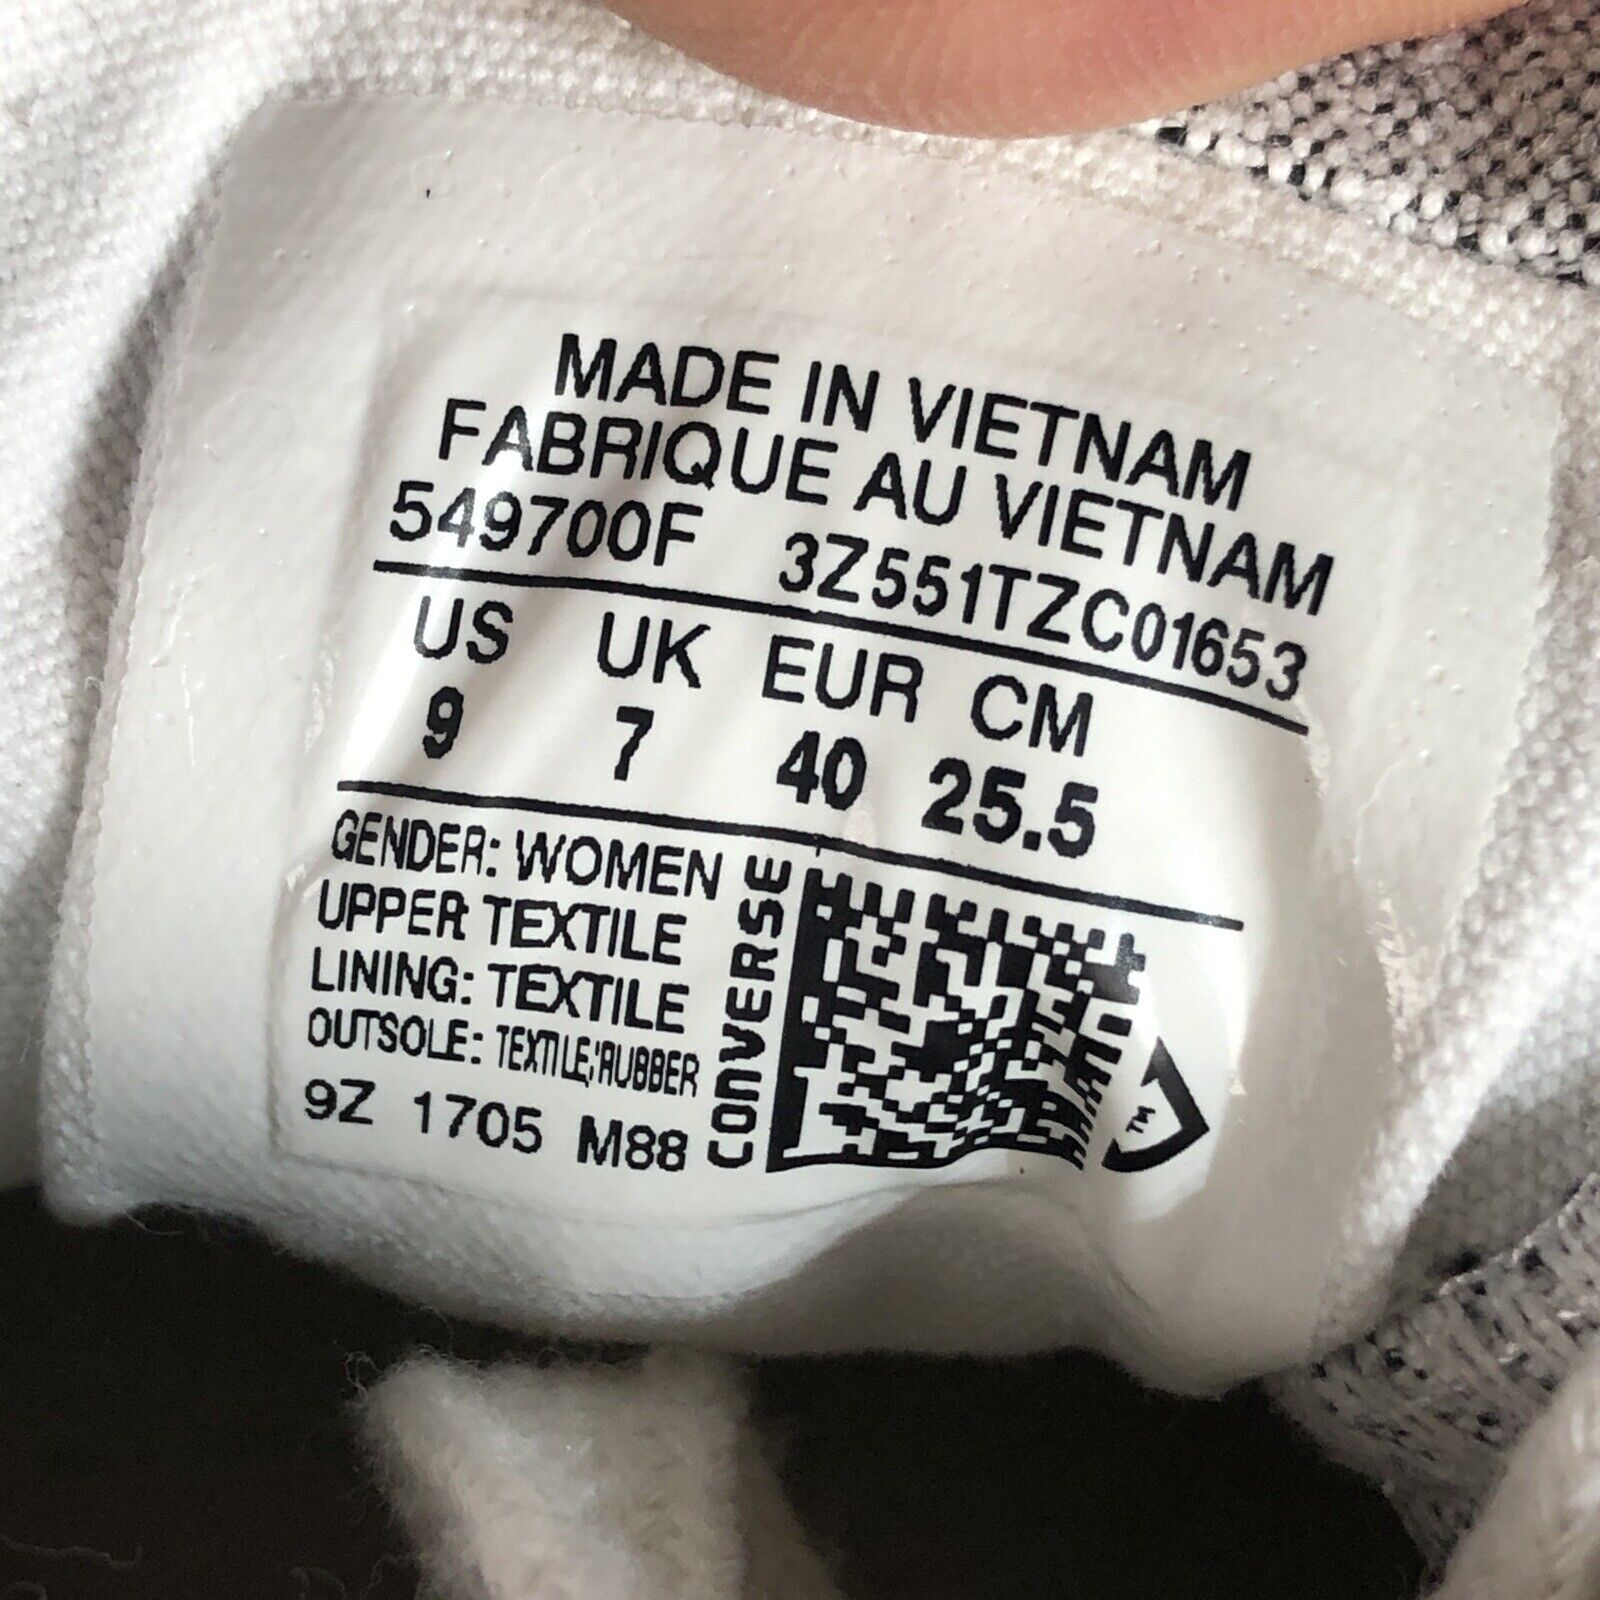 MADE IN VIETNAM
FABRIQUE AU VIETNAM
549700F 3Z551TZC01653
US UK EUR CM
9 7 40 25.5
GENDER: WOMEN
UPPER TEXTILE
LINING: TEXTILE
OUTSOLE: TEXTILE/RUBBER
9Z 1705 M88
CONVERSE